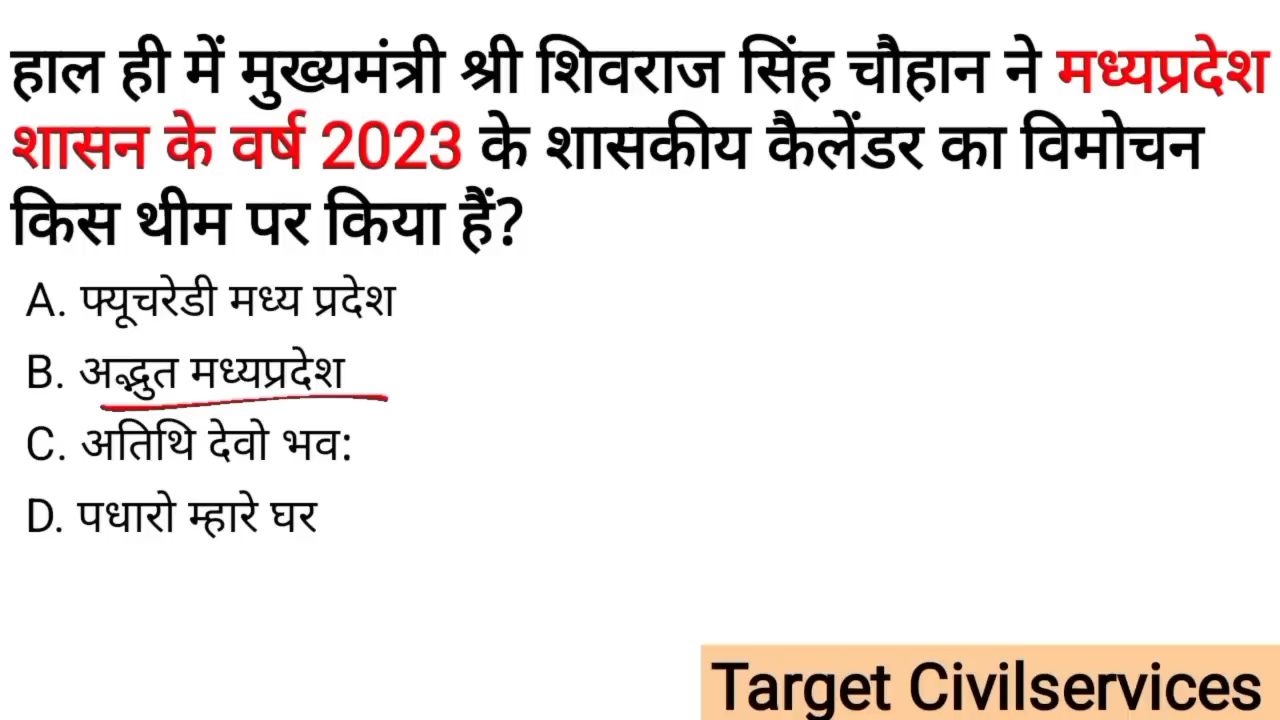 हाल ही में मुख्यमंत्री श्री शिवराज सिंह चौहान ने मध्यप्रदेश
शासन के वर्ष 2023 के शासकीय कैलेंडर का विमोचन
किस थीम पर किया हैं?
A. फ्यूचरेडी मध्य प्रदेश
B. अद्भुत मध्यप्रदेश
C. अतिथि देवो भव:
D. पधारो म्हारे घर
Target Civilservices